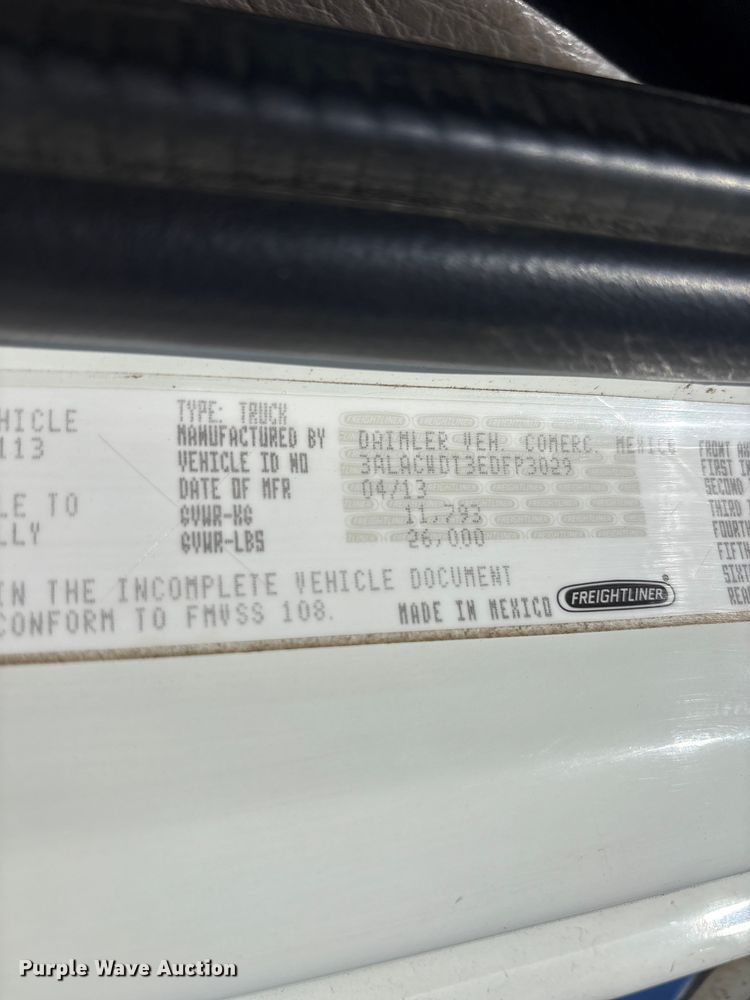 HICLE
113
LE TO
LLY
TYPE: TRUCK
MANUFACTURED BY DAIMLER VEH. COMERC. MEXICO
VEHICLE ID NO 3ALACWDT3EDFP3029
DATE OF MFR 04/13
GVWR-KG 11,793
GVWR-LBS 26,000
IN THE INCOMPLETE VEHICLE DOCUMENT
CONFORM TO FMVSS 108. MADE IN MEXICO FREIGHTLINER
FRONT
FIRST
SECOND
THIRD
FOURTH
FIFTH
SIXT
REA
Purple Wave Auction